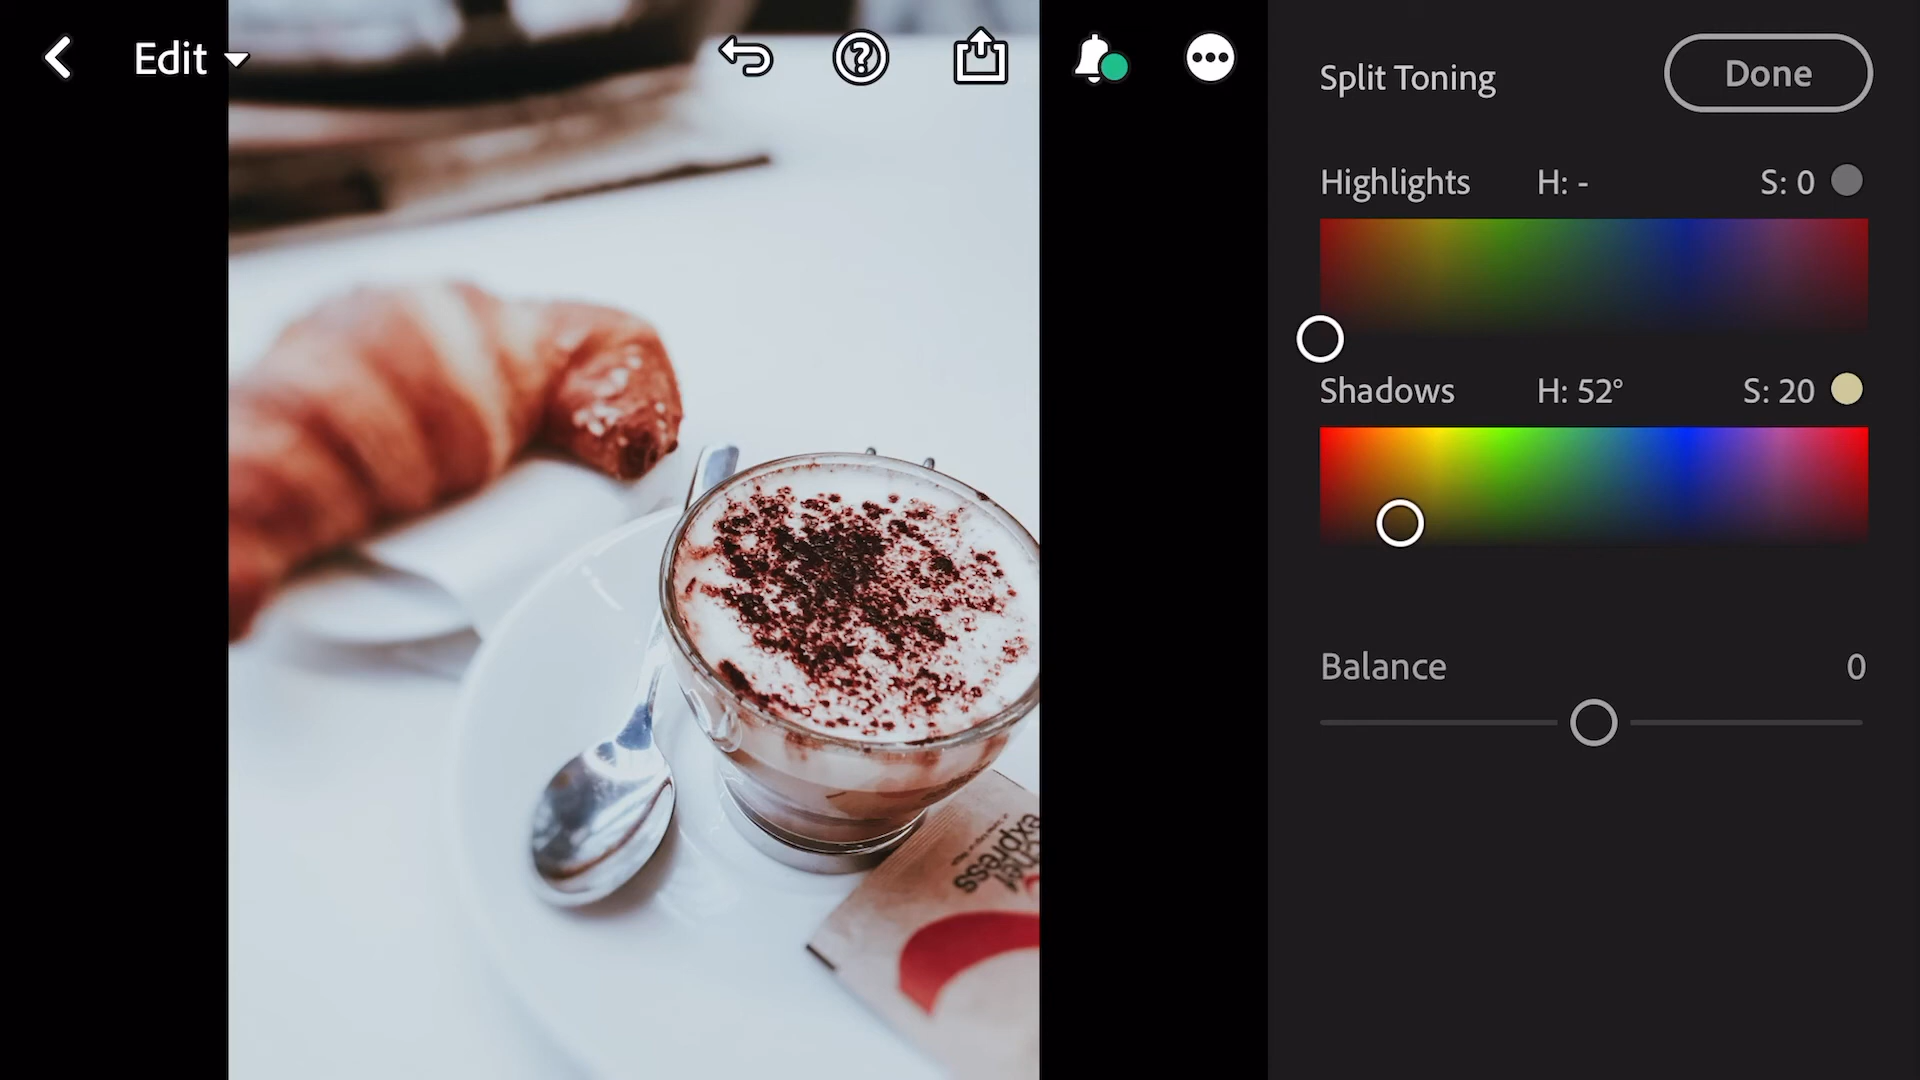 Edit
Split Toning
Done
Highlights H: - S: 0
Shadows H: 52° S: 20
Balance 0
express